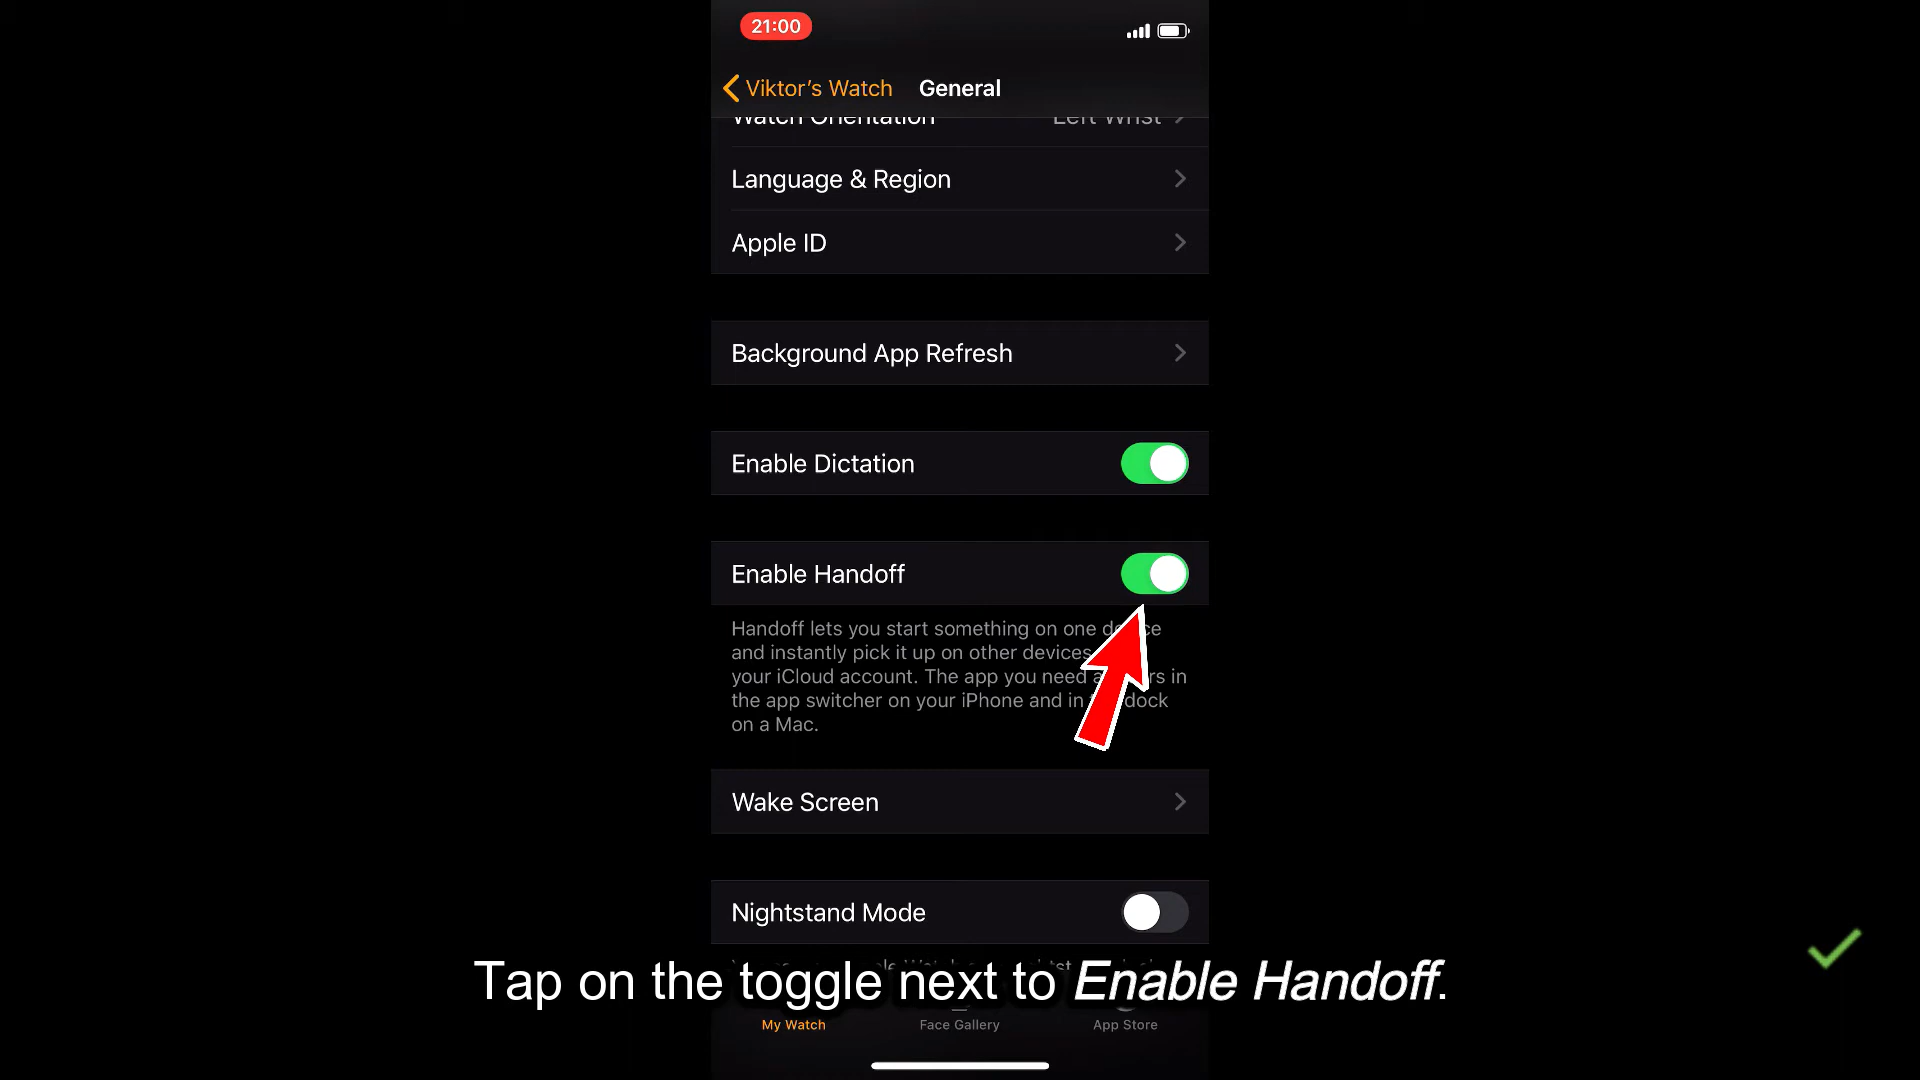 21:00
Viktor's Watch General
Watch Orientation Left Wrist
Language & Region
Apple ID
Background App Refresh
Enable Dictation
Enable Handoff
Handoff lets you start something on one device
and instantly pick it up on other devices
your iCloud account. The app you need in
the app switcher on your iPhone and in dock
on a Mac.
Wake Screen
Nightstand Mode
Tap on the toggle next to Enable Handoff.
My Watch Face Gallery App Store